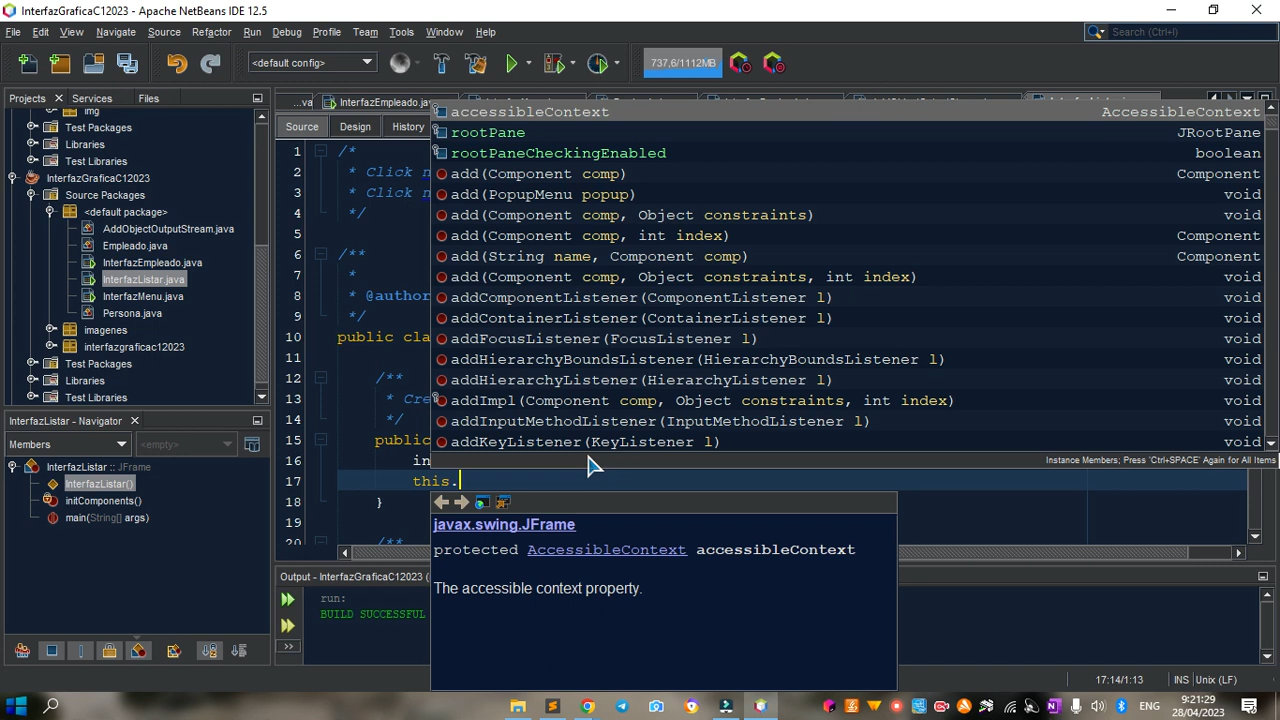 InterfazGraficaC12023 - Apache NetBeans IDE 12.5
File Edit View Navigate Source Refactor Run Debug Profile Team Tools Window Help
Search (Ctrl+I)
<default config>
737,6/1112MB
Projects Services Files
img
Test Packages
Libraries
Test Libraries
InterfazGraficaC12023
Source Packages
<default package>
AddObjectOutputStream.java
Empleado.java
InterfazEmpleado.java
InterfazListar.java
InterfazMenu.java
Persona.java
imagenes
interfazgraficac12023
Test Packages
Libraries
Test Libraries
InterfazListar - Navigator
Members <empty>
InterfazListar :: JFrame
InterfazListar()
initComponents()
main(String[] args)
...va InterfazEmpleado.jav
Source Design History
1 /*
2 * Click n
3 * Click n
4 */
5
6 /**
7 *
8 * @author
9 */
10 public cla
11
12 /**
13 * Cre
14 */
15 public
16 in
17 this.
18 }
19
20 /**
accessibleContext AccessibleContext
rootPane JRootPane
rootPaneCheckingEnabled boolean
add(Component comp) Component
add(PopupMenu popup) void
add(Component comp, Object constraints) void
add(Component comp, int index) Component
add(String name, Component comp) Component
add(Component comp, Object constraints, int index) void
addComponentListener(ComponentListener l) void
addContainerListener(ContainerListener l) void
addFocusListener(FocusListener l) void
addHierarchyBoundsListener(HierarchyBoundsListener l) void
addHierarchyListener(HierarchyListener l) void
addImpl(Component comp, Object constraints, int index) void
addInputMethodListener(InputMethodListener l) void
addKeyListener(KeyListener l) void
Instance Members; Press 'Ctrl+SPACE' Again for All Items
javax.swing.JFrame
protected AccessibleContext accessibleContext
The accessible context property.
Output - InterfazGraficaC12023 (
run:
BUILD SUCCESSFUL
17:14/1:13 INS Unix (LF)
ENG
9:21:29
28/04/2023